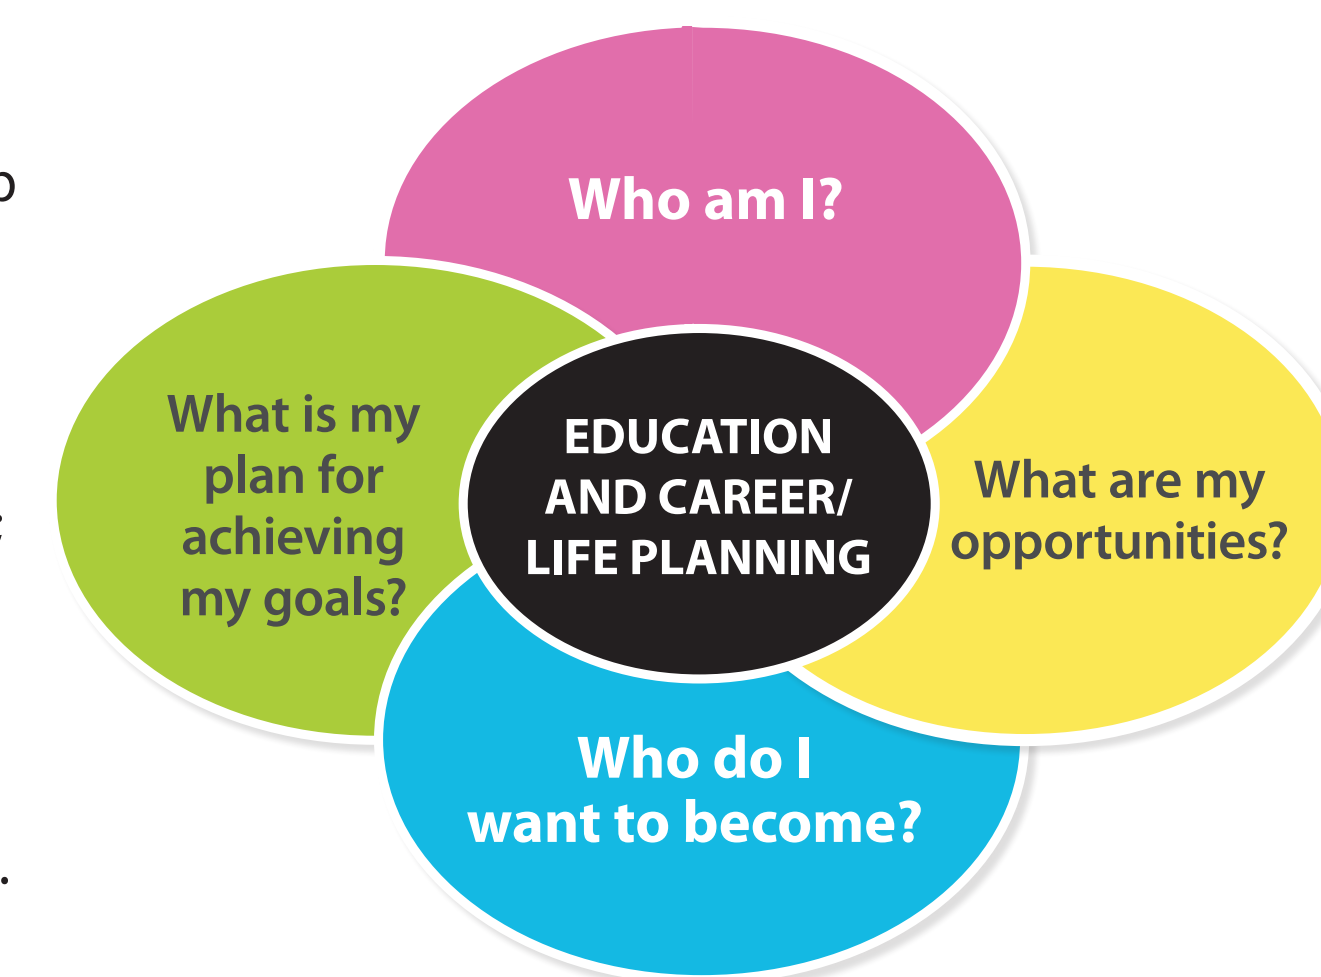 Who am I?
What is my
plan for
achieving
my goals?
EDUCATION
AND CAREER/
LIFE PLANNING
What are my
opportunities?
Who do I
want to become?